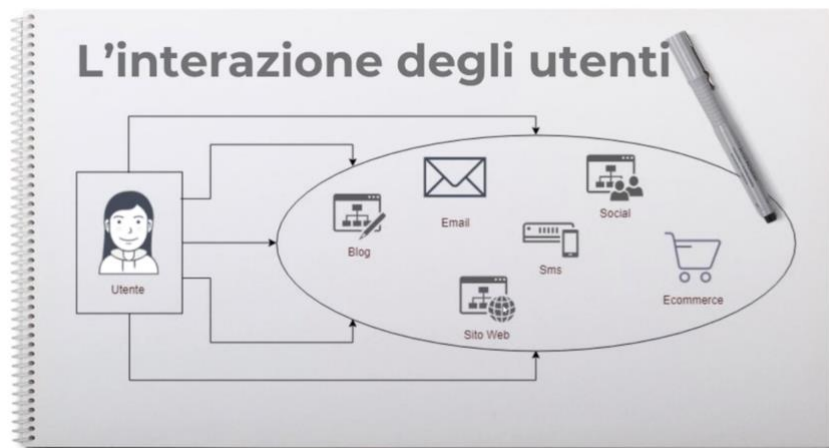 L'interazione degli utenti
Email
Social
Blog
Sms
Utente
Ecommerce
Sito Web